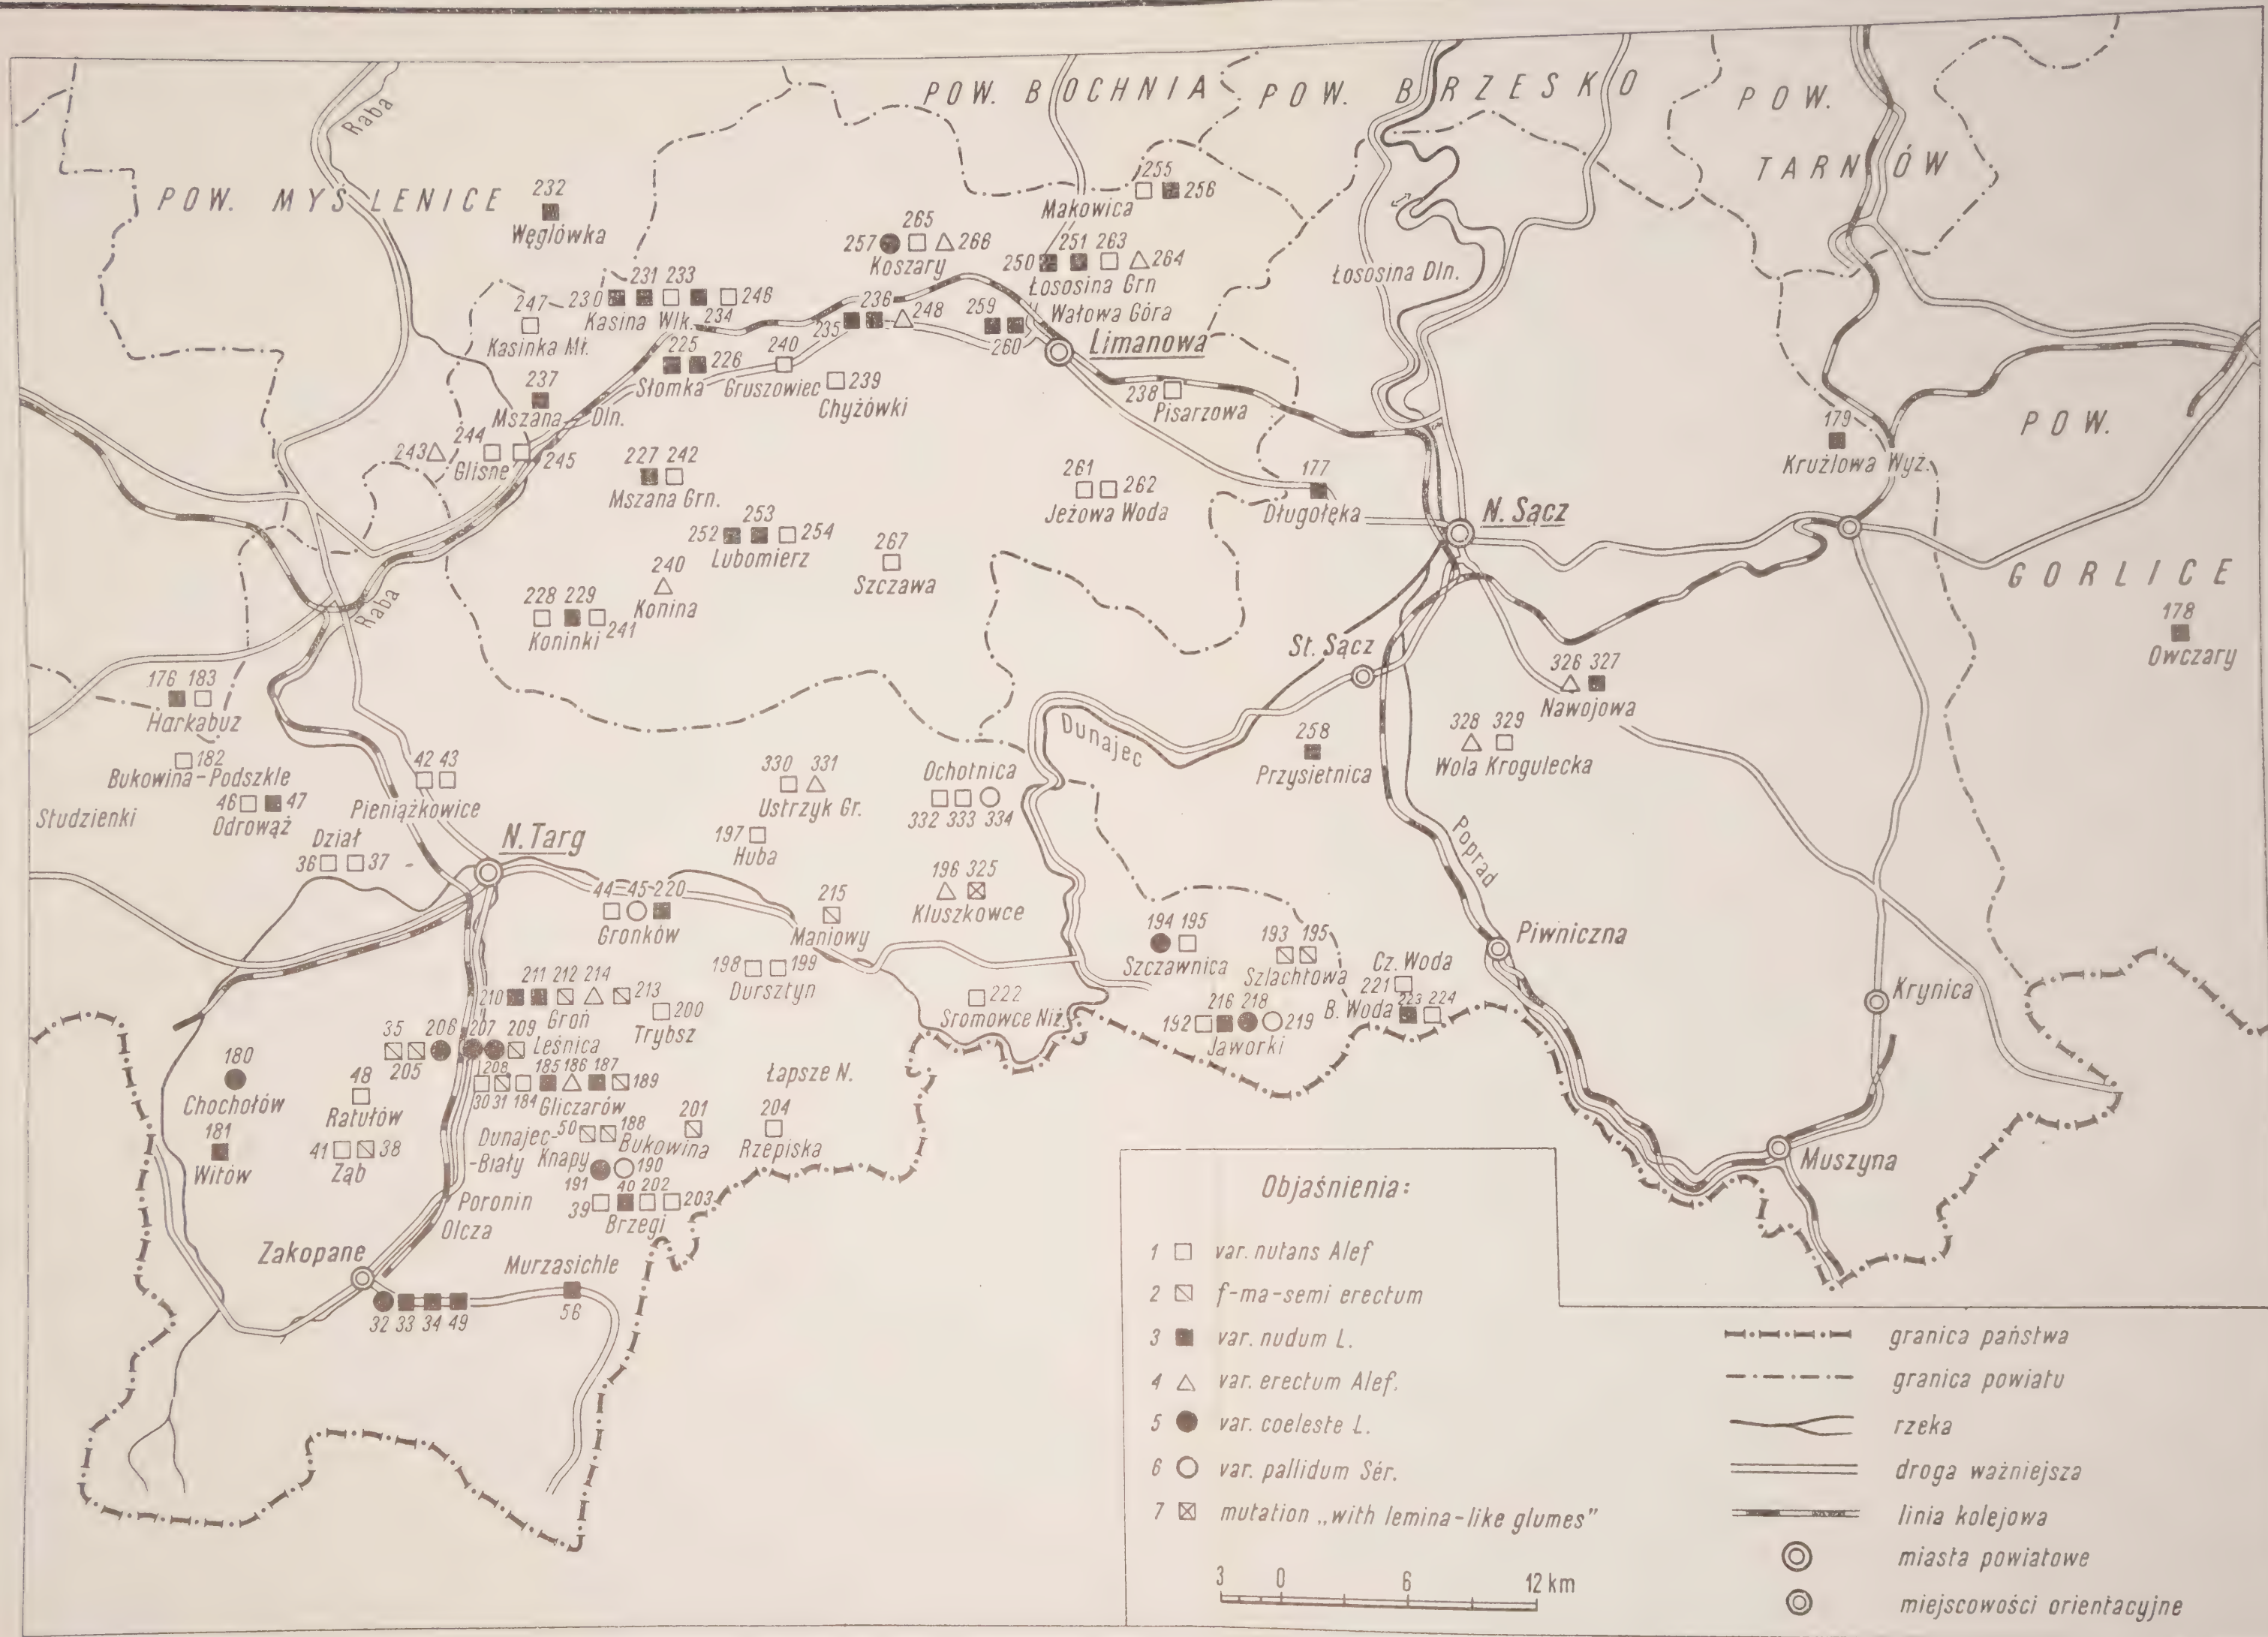 POW. BOCHNIA
POW. BRZESKO
POW.
TARNÓW
Raba
POW. MYŚLENICE
232
Węglówka
255
256
Makowica
265
257 266
Koszary
251 263
250 264
Łososina Grn
Łososina Dln.
231 233
230 246
Kasina Wlk. 234
247
Kasinka Mł.
236
235 248
259
260
Wałowa Góra
Limanowa
225
226
Słomka
240
Gruszowiec
239
Chyżówki
237
Mszana Dln.
238
Pisarzowa
179
Krużlowa Wyż.
POW.
GORLICE
244
243 245
Glisne
227 242
Mszana Grn.
261
262
Jeżowa Woda
177
Długołęka
N. Sącz
253
252 254
Lubomierz
267
Szczawa
240
Konina
228 229
241
Koninki
Raba
178
Owczary
St. Sącz
326 327
Nawojowa
176 183
Harkabuz
328 329
Wola Krogulecka
258
Przysietnica
Dunajec
182
Bukowina-Podszkle
42 43
Pieniążkowice
330 331
Ustrzyk Gr.
Ochotnica
332 333 334
46 47
Odrowąż
Studzienki
Dział
36 37
N. Targ
197
Huba
Poprad
196 325
Kluszkowce
44 45 220
Gronków
215
Maniowy
194 195
Szczawnica
193 195
Szlachtowa
Piwniczna
Cz. Woda
221
198 199
Dursztyn
211 212 214
210 213
Groń
200
Trybsz
222
Sromowce Niż.
216 218
192 219
Jaworki
B. Woda 223 224
Krynica
35 206 207 209
205 208
Leśnica
180
Chochołów
48
Ratułów
185 186 187
189
30 31 184 Gliczarów
Łapsze N.
181
Witów
41 38
Ząb
Dunajec-
-Biały
50 188
Knapy
Bukowina
201
204
Rzepiska
190
191
40 202
39 203
Brzegi
Poronin
Olcza
Muszyna
Zakopane
Murzasichle
56
32 33 34 49
Objaśnienia:
1 var. nutans Alef
2 f-ma-semi erectum
3 var. nudum L.
4 var. erectum Alef.
5 var. coeleste L.
6 var. pallidum Sér.
7 mutation „with lemina-like glumes”
3 0 6 12 km
granica państwa
granica powiatu
rzeka
droga ważniejsza
linia kolejowa
miasta powiatowe
miejscowości orientacyjne